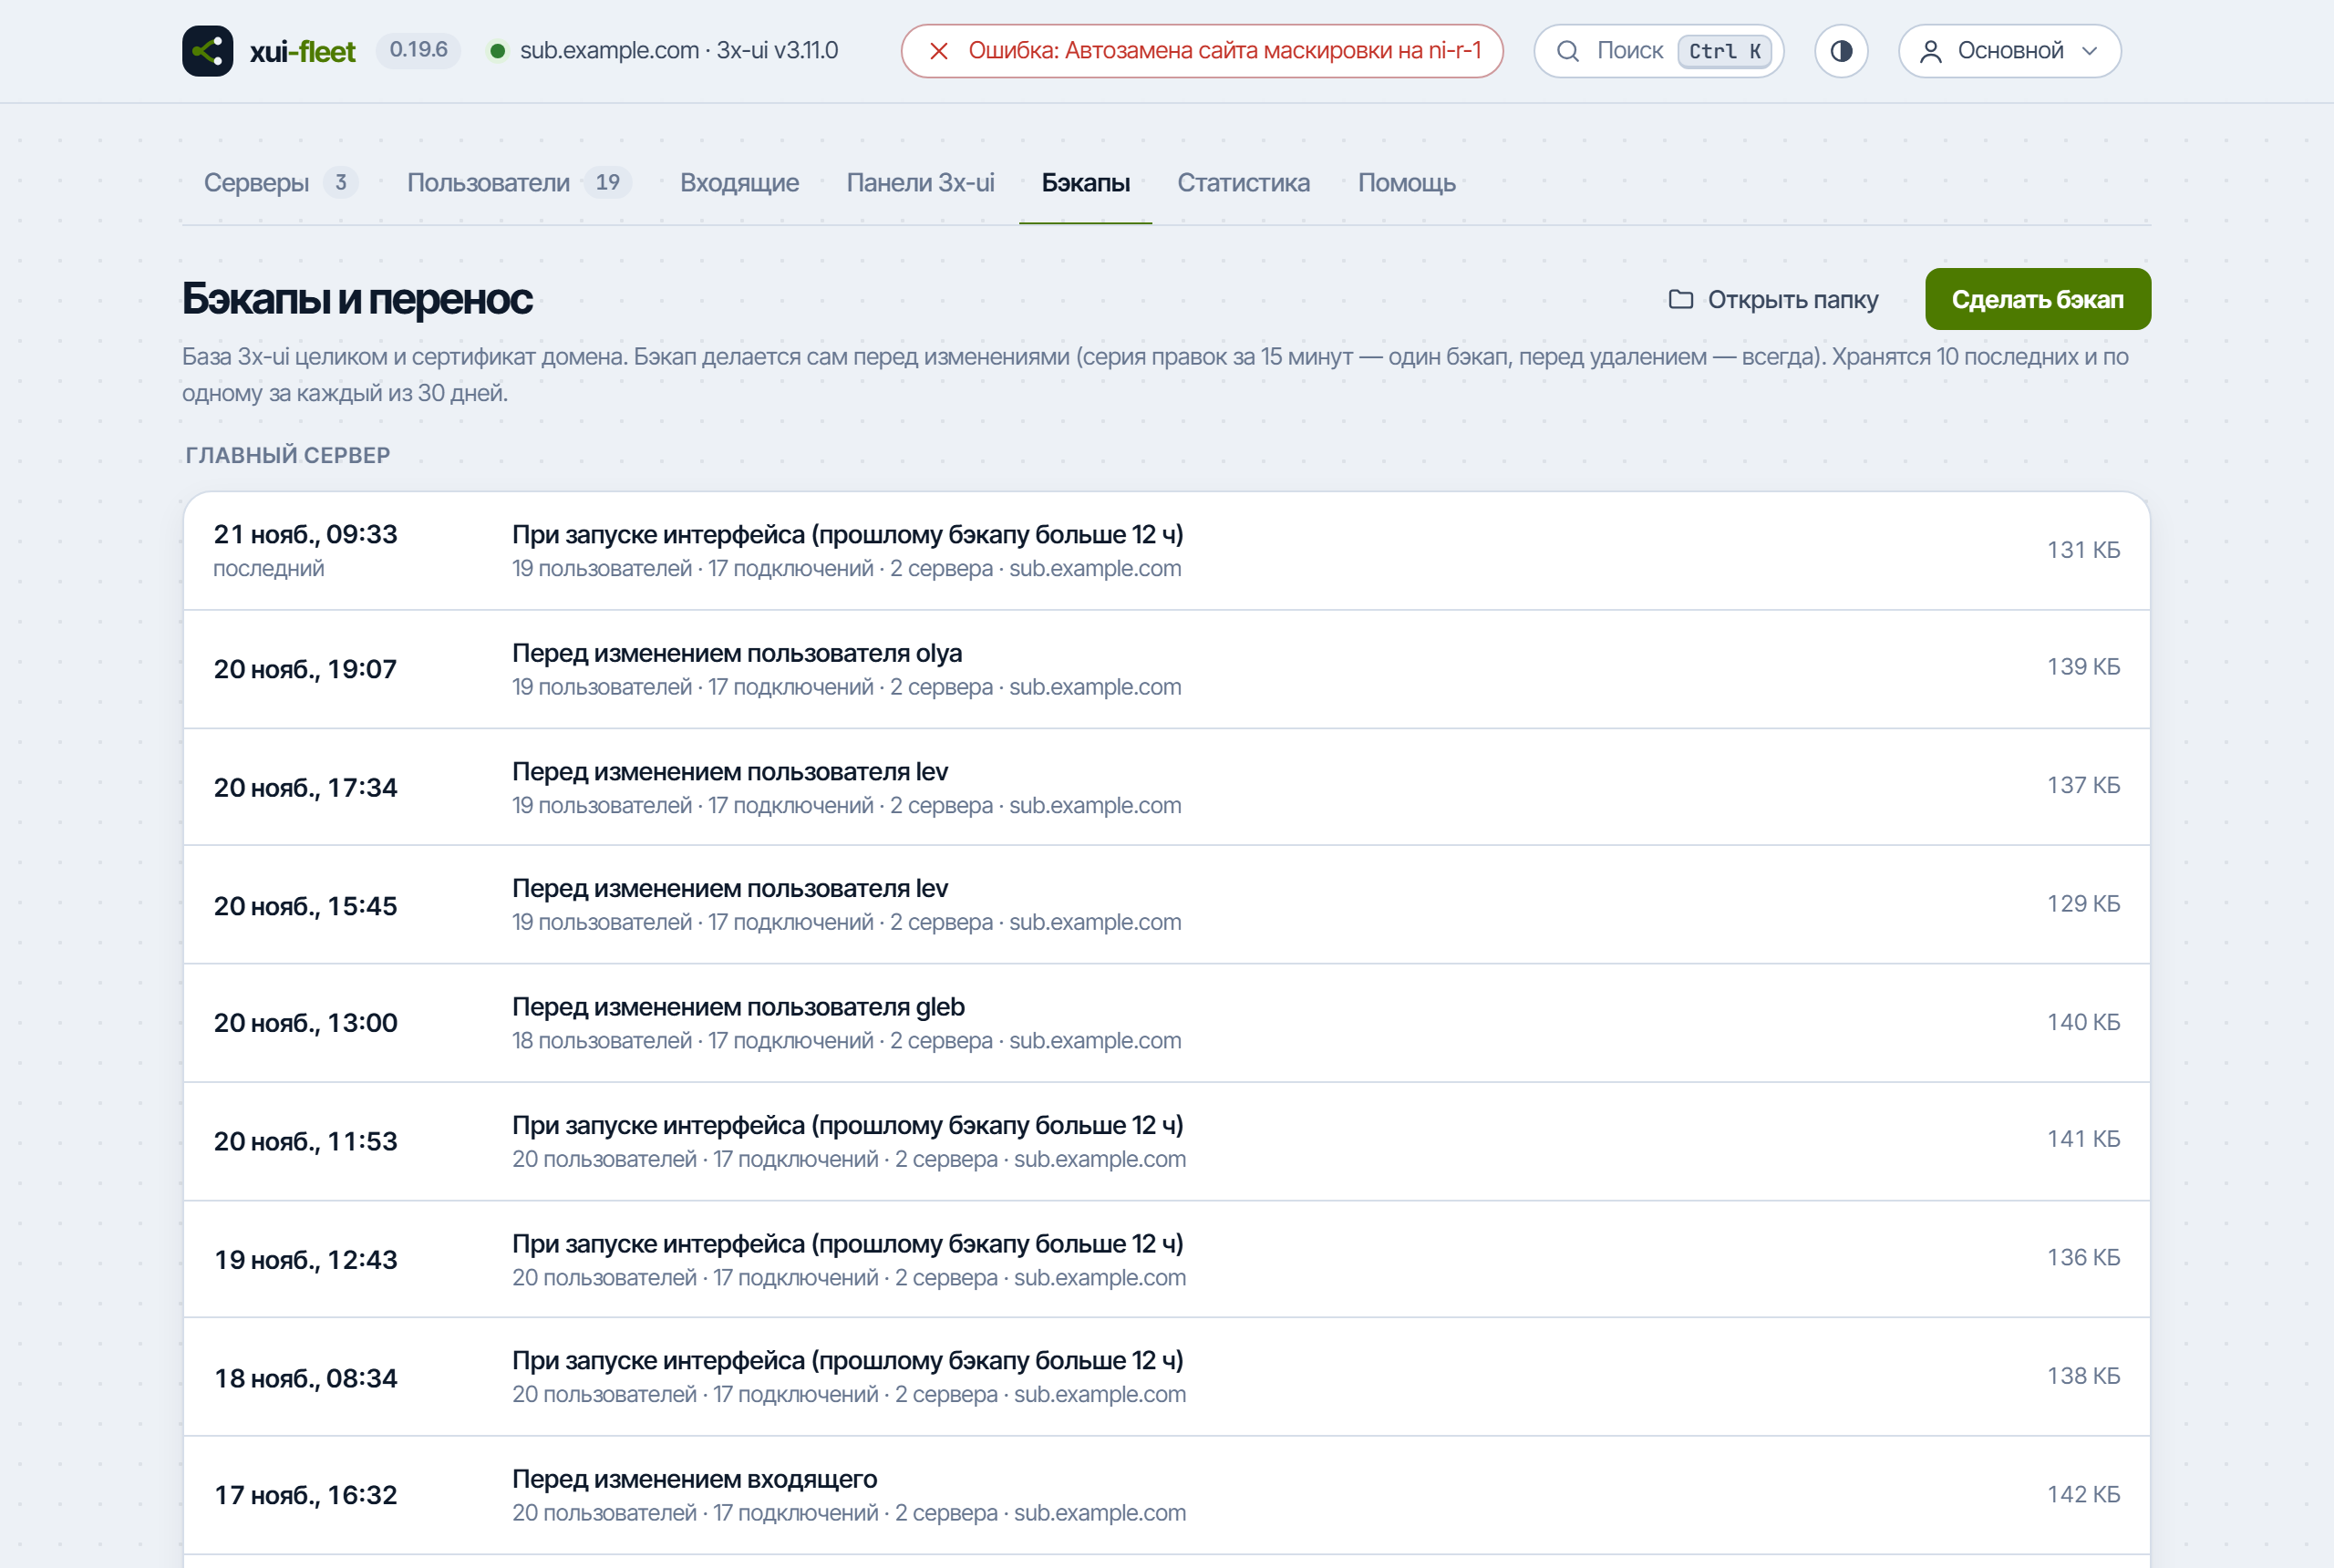 xui-fleet 0.19.6 sub.example.com · 3x-ui v3.11.0 Ошибка: Автозамена сайта маскировки на ni-r-1 Поиск Ctrl K Основной
Серверы 3 Пользователи 19 Входящие Панели 3x-ui Бэкапы Статистика Помощь
Бэкапы и перенос Открыть папку Сделать бэкап
База 3x-ui целиком и сертификат домена. Бэкап делается сам перед изменениями (серия правок за 15 минут — один бэкап, перед удалением — всегда). Хранятся 10 последних и по
одному за каждый из 30 дней.
ГЛАВНЫЙ СЕРВЕР
21 нояб., 09:33 При запуске интерфейса (прошлому бэкапу больше 12 ч) 131 КБ
последний 19 пользователей · 17 подключений · 2 сервера · sub.example.com
20 нояб., 19:07 Перед изменением пользователя olya 139 КБ
19 пользователей · 17 подключений · 2 сервера · sub.example.com
20 нояб., 17:34 Перед изменением пользователя lev 137 КБ
19 пользователей · 17 подключений · 2 сервера · sub.example.com
20 нояб., 15:45 Перед изменением пользователя lev 129 КБ
19 пользователей · 17 подключений · 2 сервера · sub.example.com
20 нояб., 13:00 Перед изменением пользователя gleb 140 КБ
18 пользователей · 17 подключений · 2 сервера · sub.example.com
20 нояб., 11:53 При запуске интерфейса (прошлому бэкапу больше 12 ч) 141 КБ
20 пользователей · 17 подключений · 2 сервера · sub.example.com
19 нояб., 12:43 При запуске интерфейса (прошлому бэкапу больше 12 ч) 136 КБ
20 пользователей · 17 подключений · 2 сервера · sub.example.com
18 нояб., 08:34 При запуске интерфейса (прошлому бэкапу больше 12 ч) 138 КБ
20 пользователей · 17 подключений · 2 сервера · sub.example.com
17 нояб., 16:32 Перед изменением входящего 142 КБ
20 пользователей · 17 подключений · 2 сервера · sub.example.com